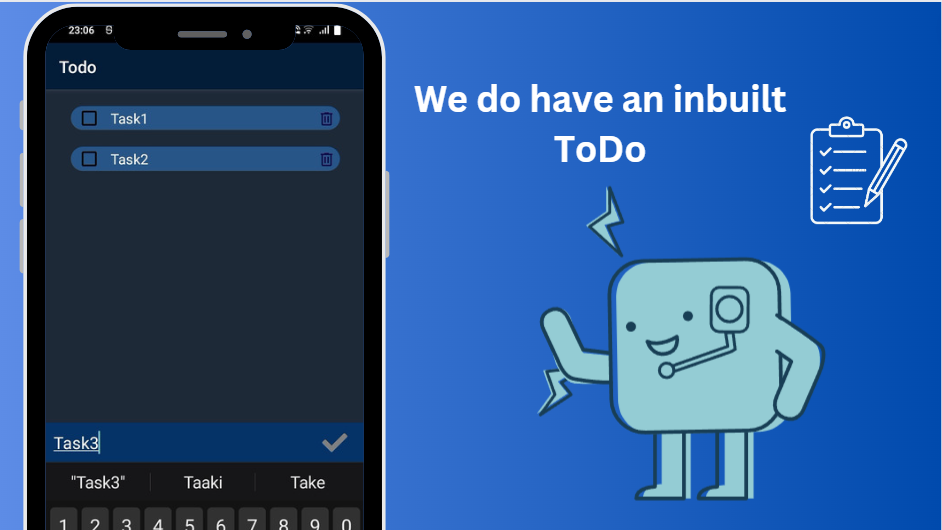 23:06
Todo
Task1
Task2
Task3
"Task3" Taaki Take
1 2 3 4 5 6 7 8 9 0
We do have an inbuilt
ToDo